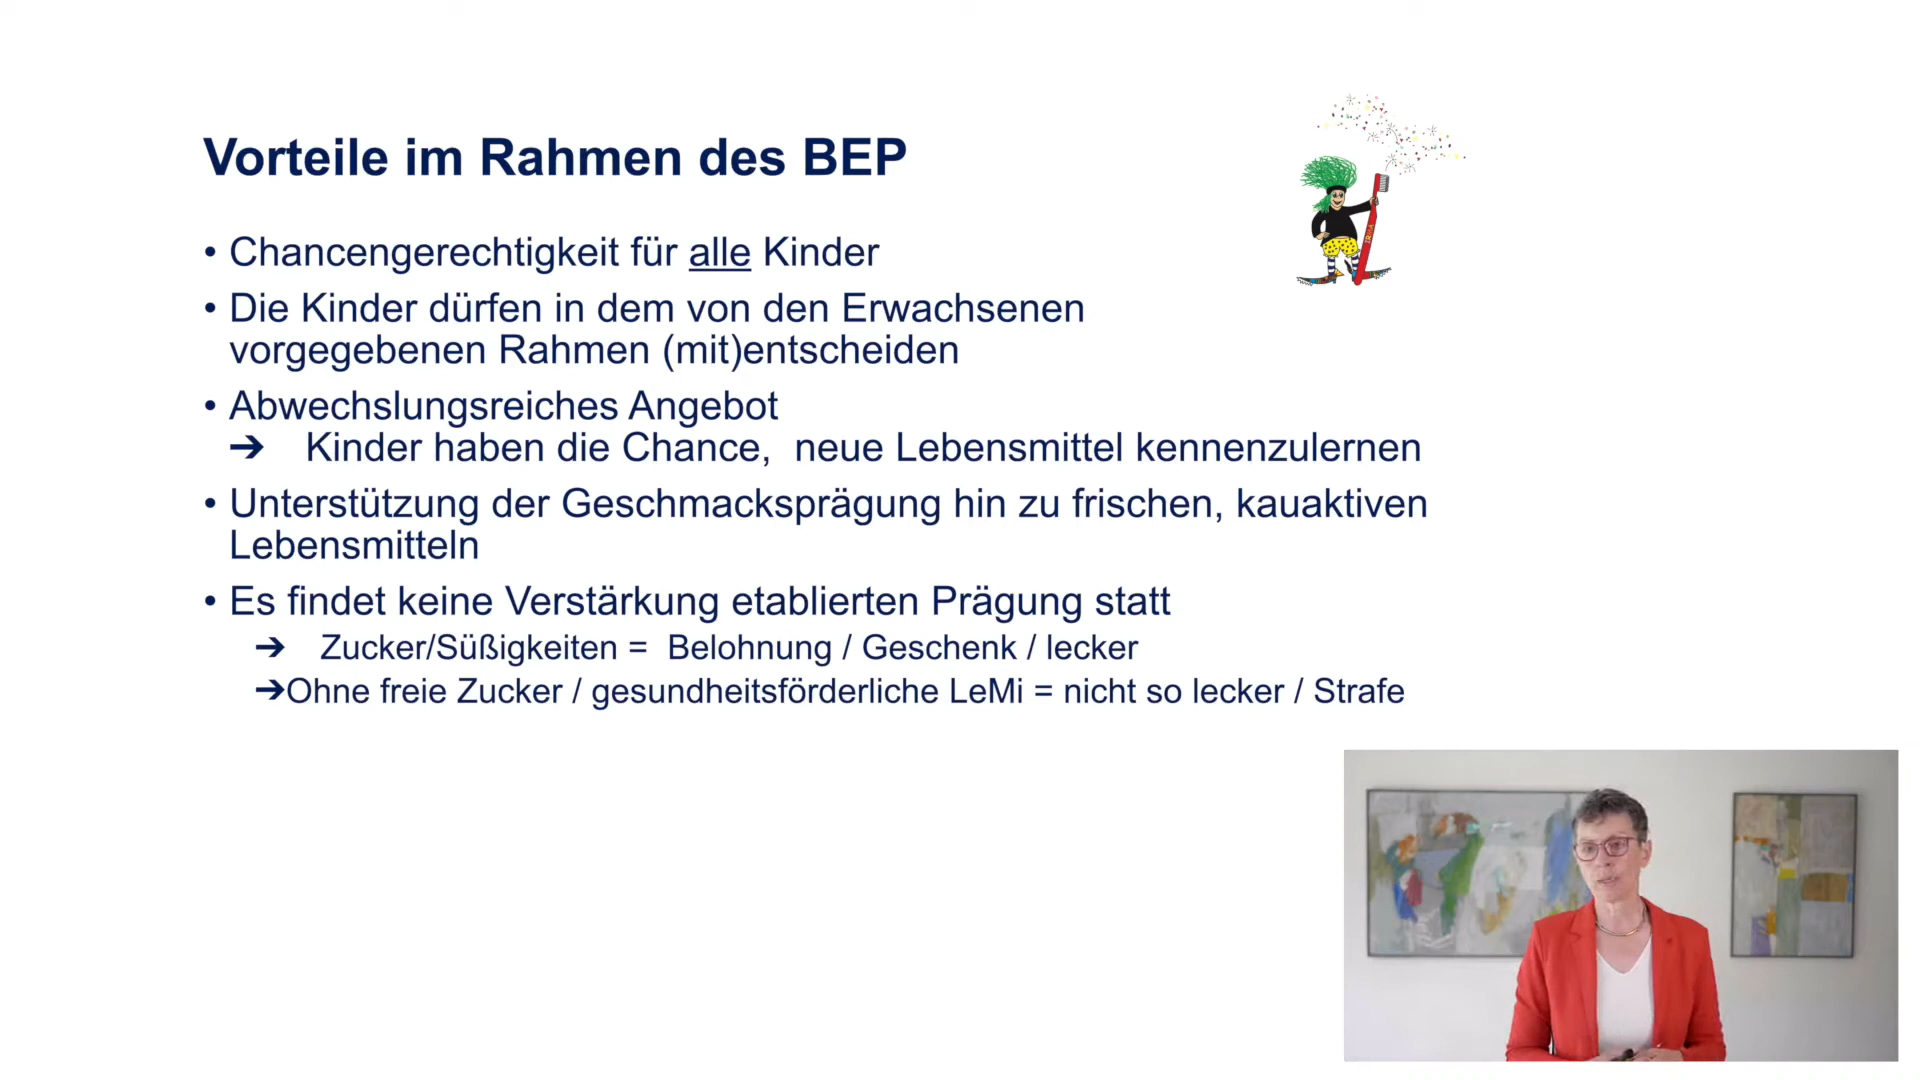 Vorteile im Rahmen des BEP
• Chancengerechtigkeit für alle Kinder
• Die Kinder dürfen in dem von den Erwachsenen
vorgegebenen Rahmen (mit)entscheiden
• Abwechslungsreiches Angebot
➔ Kinder haben die Chance, neue Lebensmittel kennenzulernen
• Unterstützung der Geschmacksprägung hin zu frischen, kauaktiven
Lebensmitteln
• Es findet keine Verstärkung etablierten Prägung statt
➔ Zucker/Süßigkeiten = Belohnung / Geschenk / lecker
➔Ohne freie Zucker / gesundheitsförderliche LeMi = nicht so lecker / Strafe